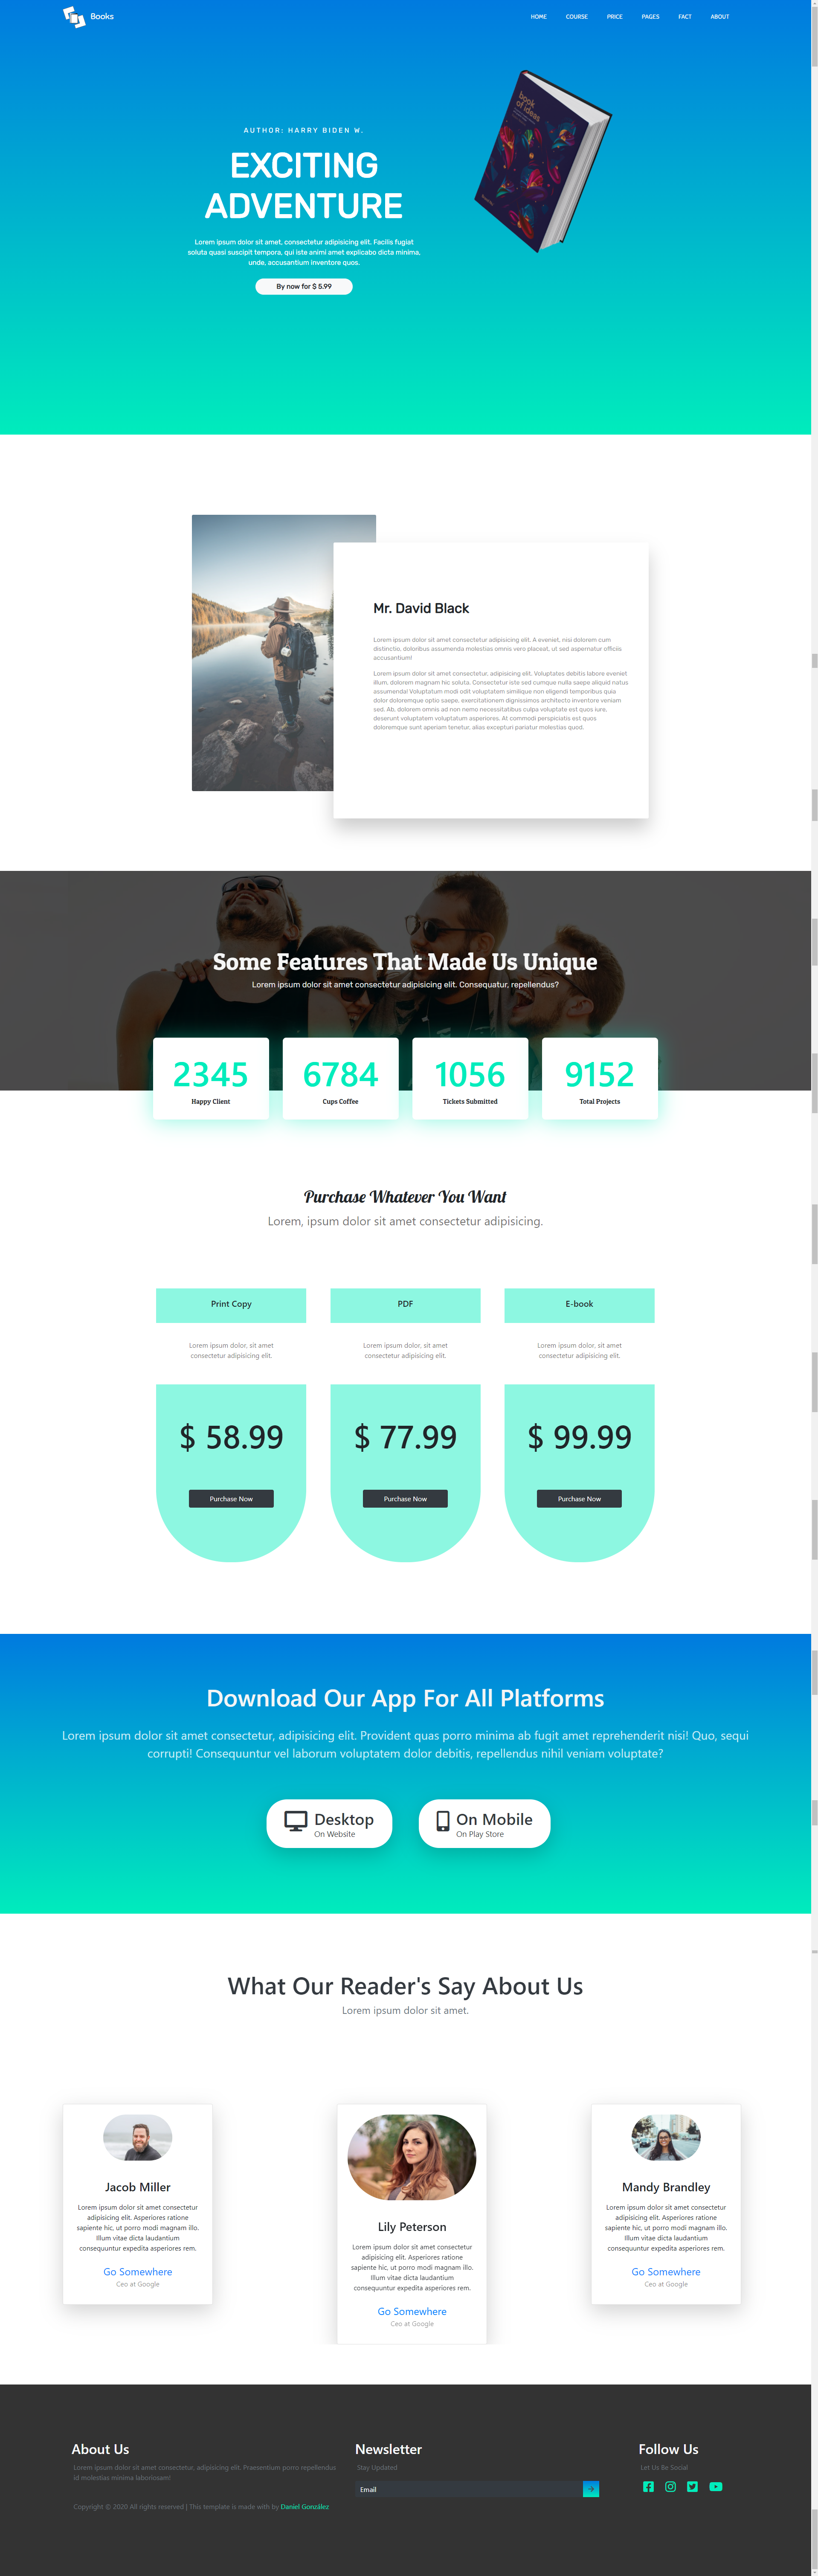 Books
HOME COURSE PRICE PAGES FACT ABOUT
AUTHOR: HARRY BIDEN W.
EXCITING
ADVENTURE
Lorem ipsum dolor sit amet, consectetur adipisicing elit. Facilis fugiat
soluta quasi suscipit tempora, qui iste animi amet explicabo dicta minima,
unde, accusantium inventore quos.
By now for $ 5.99
book
of ideas
Mr. David Black
Lorem ipsum dolor sit amet consectetur adipisicing elit. A eveniet, nisi dolorem cum
distinctio, doloribus assumenda molestias omnis vero placeat, ut sed aspernatur officiis
accusantium!
Lorem ipsum dolor sit amet consectetur, adipisicing elit. Voluptates debitis labore eveniet
illum, dolorem magnam hic soluta. Consectetur iste sed cumque nulla saepe aliquid natus
assumenda! Voluptatum modi odit voluptatem similique non eligendi temporibus quia
dolor doloremque optio saepe, exercitationem dignissimos architecto inventore veniam
sed. Ab, dolorem omnis ad non nemo necessitatibus culpa voluptate est quos iure,
deserunt voluptatem voluptatum asperiores. At commodi perspiciatis est quos
doloremque sunt aperiam tenetur, alias excepturi pariatur molestias quod.
Some Features That Made Us Unique
Lorem ipsum dolor sit amet consectetur adipisicing elit. Consequatur, repellendus?
2345 6784 1056 9152
Happy Client Cups Coffee Tickets Submitted Total Projects
Purchase Whatever You Want
Lorem, ipsum dolor sit amet consectetur adipisicing.
Print Copy PDF E-book
Lorem ipsum dolor, sit amet Lorem ipsum dolor, sit amet Lorem ipsum dolor, sit amet
consectetur adipisicing elit. consectetur adipisicing elit. consectetur adipisicing elit.
$ 58.99 $ 77.99 $ 99.99
Purchase Now Purchase Now Purchase Now
Download Our App For All Platforms
Lorem ipsum dolor sit amet consectetur, adipisicing elit. Provident quas porro minima ab fugit amet reprehenderit nisi! Quo, sequi
corrupti! Consequuntur vel laborum voluptatem dolor debitis, repellendus nihil veniam voluptate?
Desktop
On Website
On Mobile
On Play Store
What Our Reader's Say About Us
Lorem ipsum dolor sit amet.
Jacob Miller
Lorem ipsum dolor sit amet consectetur
adipisicing elit. Asperiores ratione
sapiente hic, ut porro modi magnam illo.
Illum vitae dicta laudantium
consequuntur expedita asperiores rem.
Go Somewhere
Ceo at Google
Lily Peterson
Lorem ipsum dolor sit amet consectetur
adipisicing elit. Asperiores ratione
sapiente hic, ut porro modi magnam illo.
Illum vitae dicta laudantium
consequuntur expedita asperiores rem.
Go Somewhere
Ceo at Google
Mandy Brandley
Lorem ipsum dolor sit amet consectetur
adipisicing elit. Asperiores ratione
sapiente hic, ut porro modi magnam illo.
Illum vitae dicta laudantium
consequuntur expedita asperiores rem.
Go Somewhere
Ceo at Google
About Us
Lorem ipsum dolor sit amet consectetur, adipisicing elit. Praesentium porro repellendus
id molestias minima laboriosam!
Copyright © 2020 All rights reserved | This template is made with by Daniel González
Newsletter
Stay Updated
Email
Follow Us
Let Us Be Social